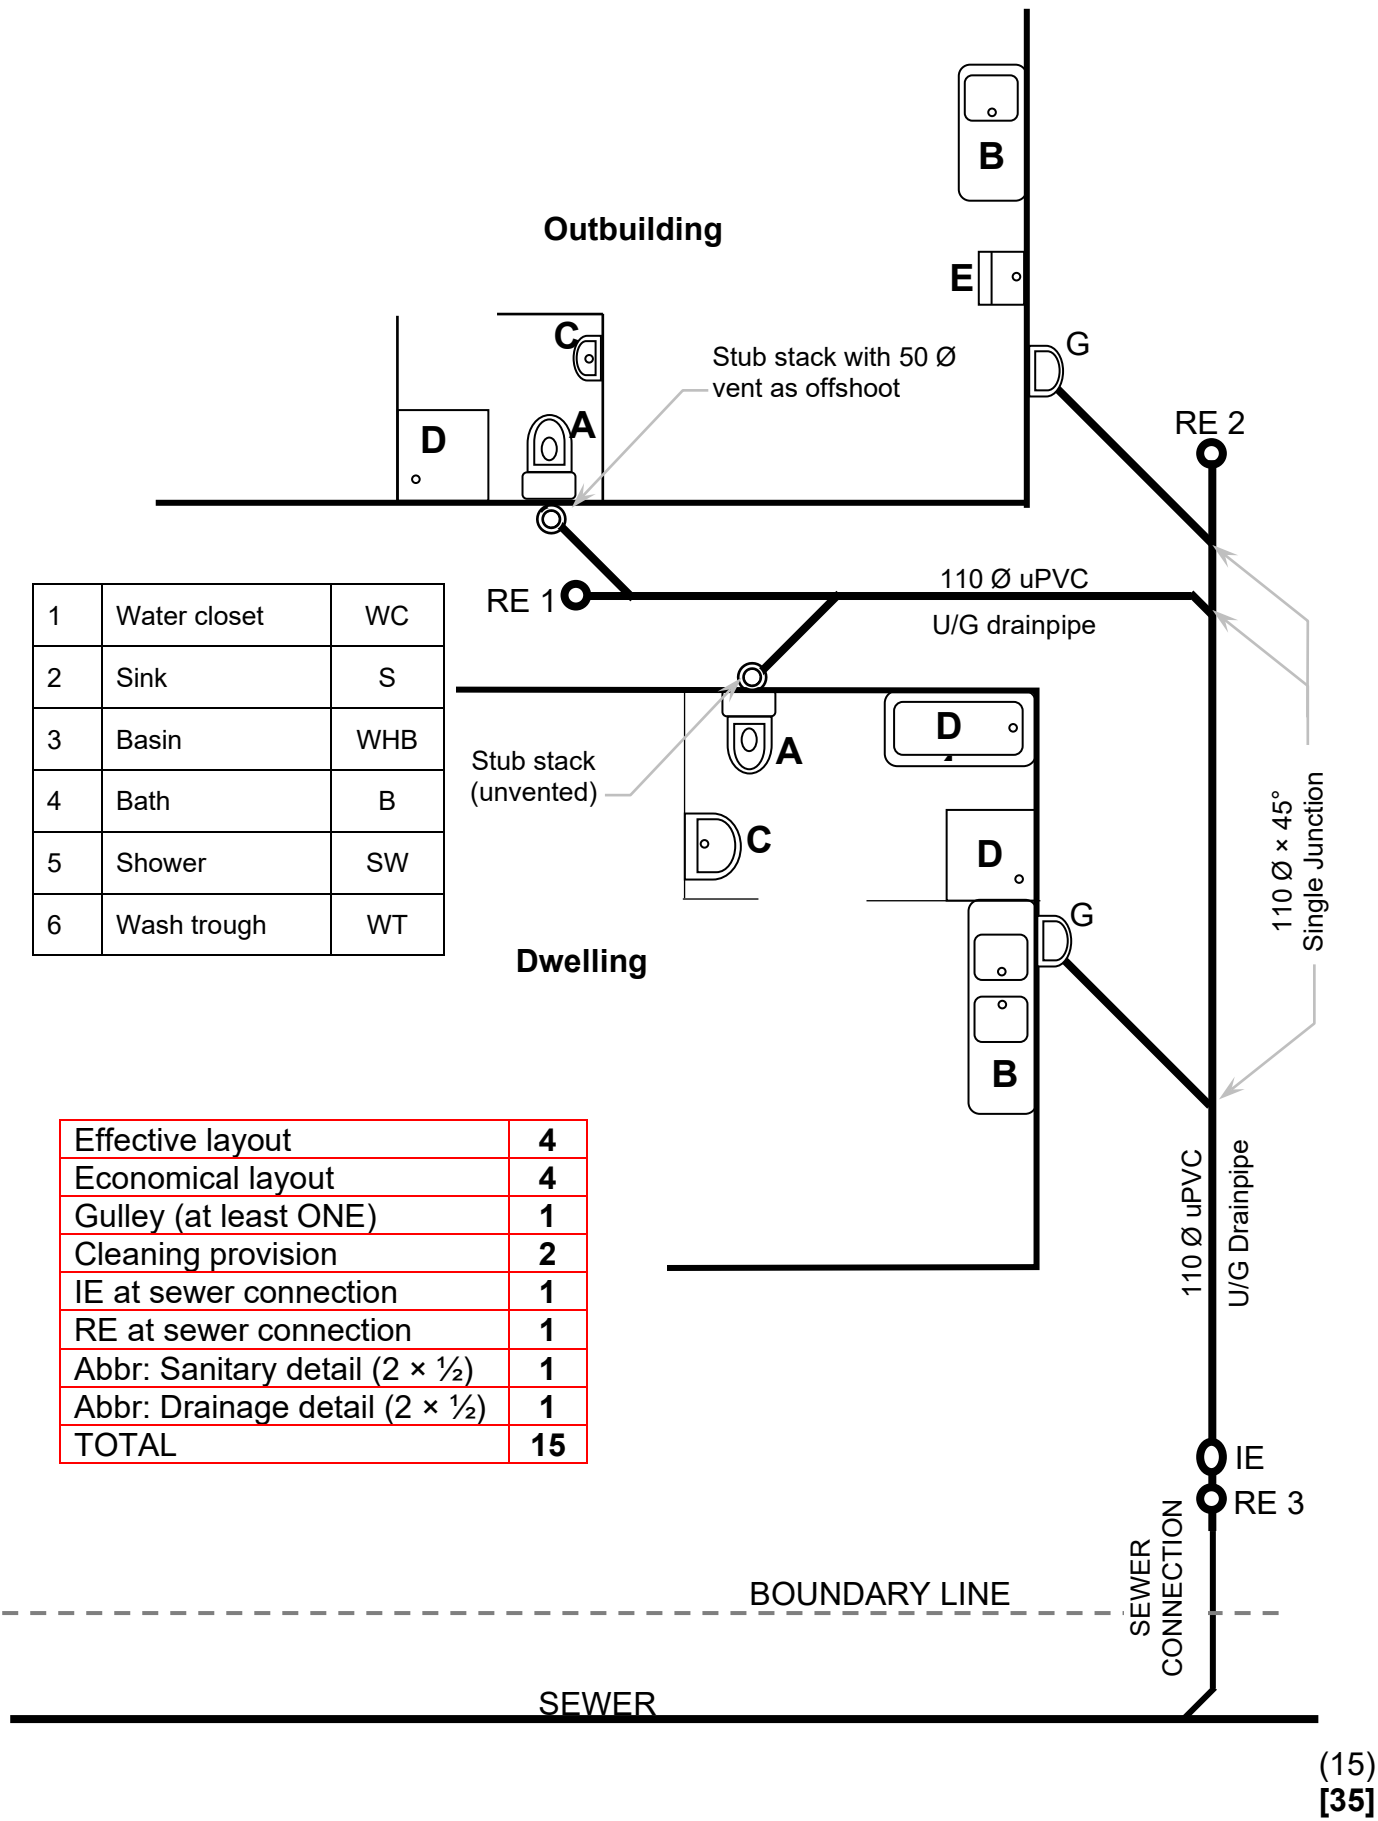 B
Outbuilding
E
C
G
Stub stack with 50 Ø
vent as offshoot
A
D
RE 2
RE 1
110 Ø uPVC
U/G drainpipe
1 Water closet WC
2 Sink S
3 Basin WHB
4 Bath B
5 Shower SW
6 Wash trough WT
Stub stack
(unvented)
A
D
C
D
G
B
Dwelling
110 Ø × 45°
Single Junction
Effective layout 4
Economical layout 4
Gulley (at least ONE) 1
Cleaning provision 2
IE at sewer connection 1
RE at sewer connection 1
Abbr: Sanitary detail (2 × ½) 1
Abbr: Drainage detail (2 × ½) 1
TOTAL 15
110 Ø uPVC
U/G Drainpipe
IE
RE 3
SEWER
CONNECTION
BOUNDARY LINE
SEWER
(15)
[35]